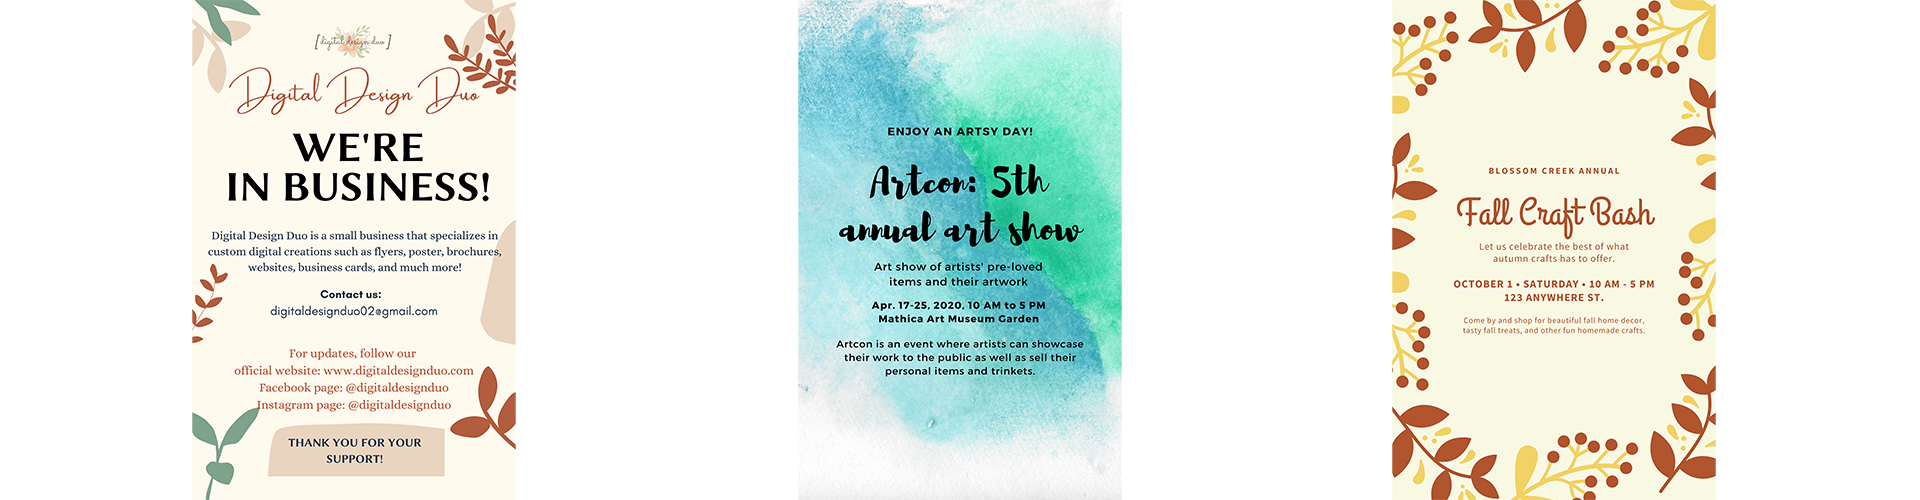 [digital design duo]
Digital Design Duo
WE'RE
IN BUSINESS!
Digital Design Duo is a small business that specializes in
custom digital creations such as flyers, poster, brochures,
websites, business cards, and much more!
Contact us:
digitaldesignduo02@gmail.com
For updates, follow our
official website: www.digitaldesignduo.com
Facebook page: @digitaldesignduo
Instagram page: @digitaldesignduo
THANK YOU FOR YOUR
SUPPORT!
ENJOY AN ARTSY DAY!
Artcon: 5th
annual art show
Art show of artists' pre-loved
items and their artwork
Apr. 17-25, 2020, 10 AM to 5 PM
Mathica Art Museum Garden
Artcon is an event where artists can showcase
their work to the public as well as sell their
personal items and trinkets.
BLOSSOM CREEK ANNUAL
Fall Craft Bash
Let us celebrate the best of what
autumn crafts has to offer.
OCTOBER 1 • SATURDAY • 10 AM - 5 PM
123 ANYWHERE ST.
Come by and shop for beautiful fall home decor,
tasty fall treats, and other fun homemade crafts.